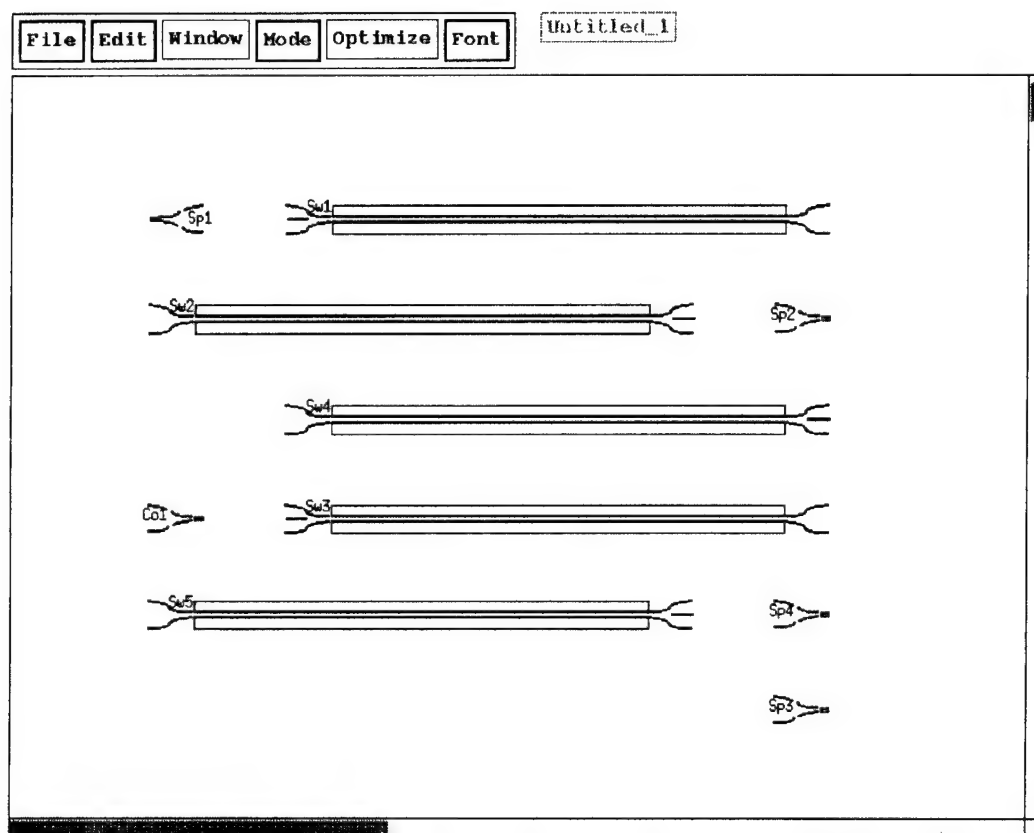 File Edit Window Mode Optimize Font Untitled_1
Sp1 Sw1
Sw2 Sp2
Sw4
Co1 Sw3
Sw5 Sp4
Sp3